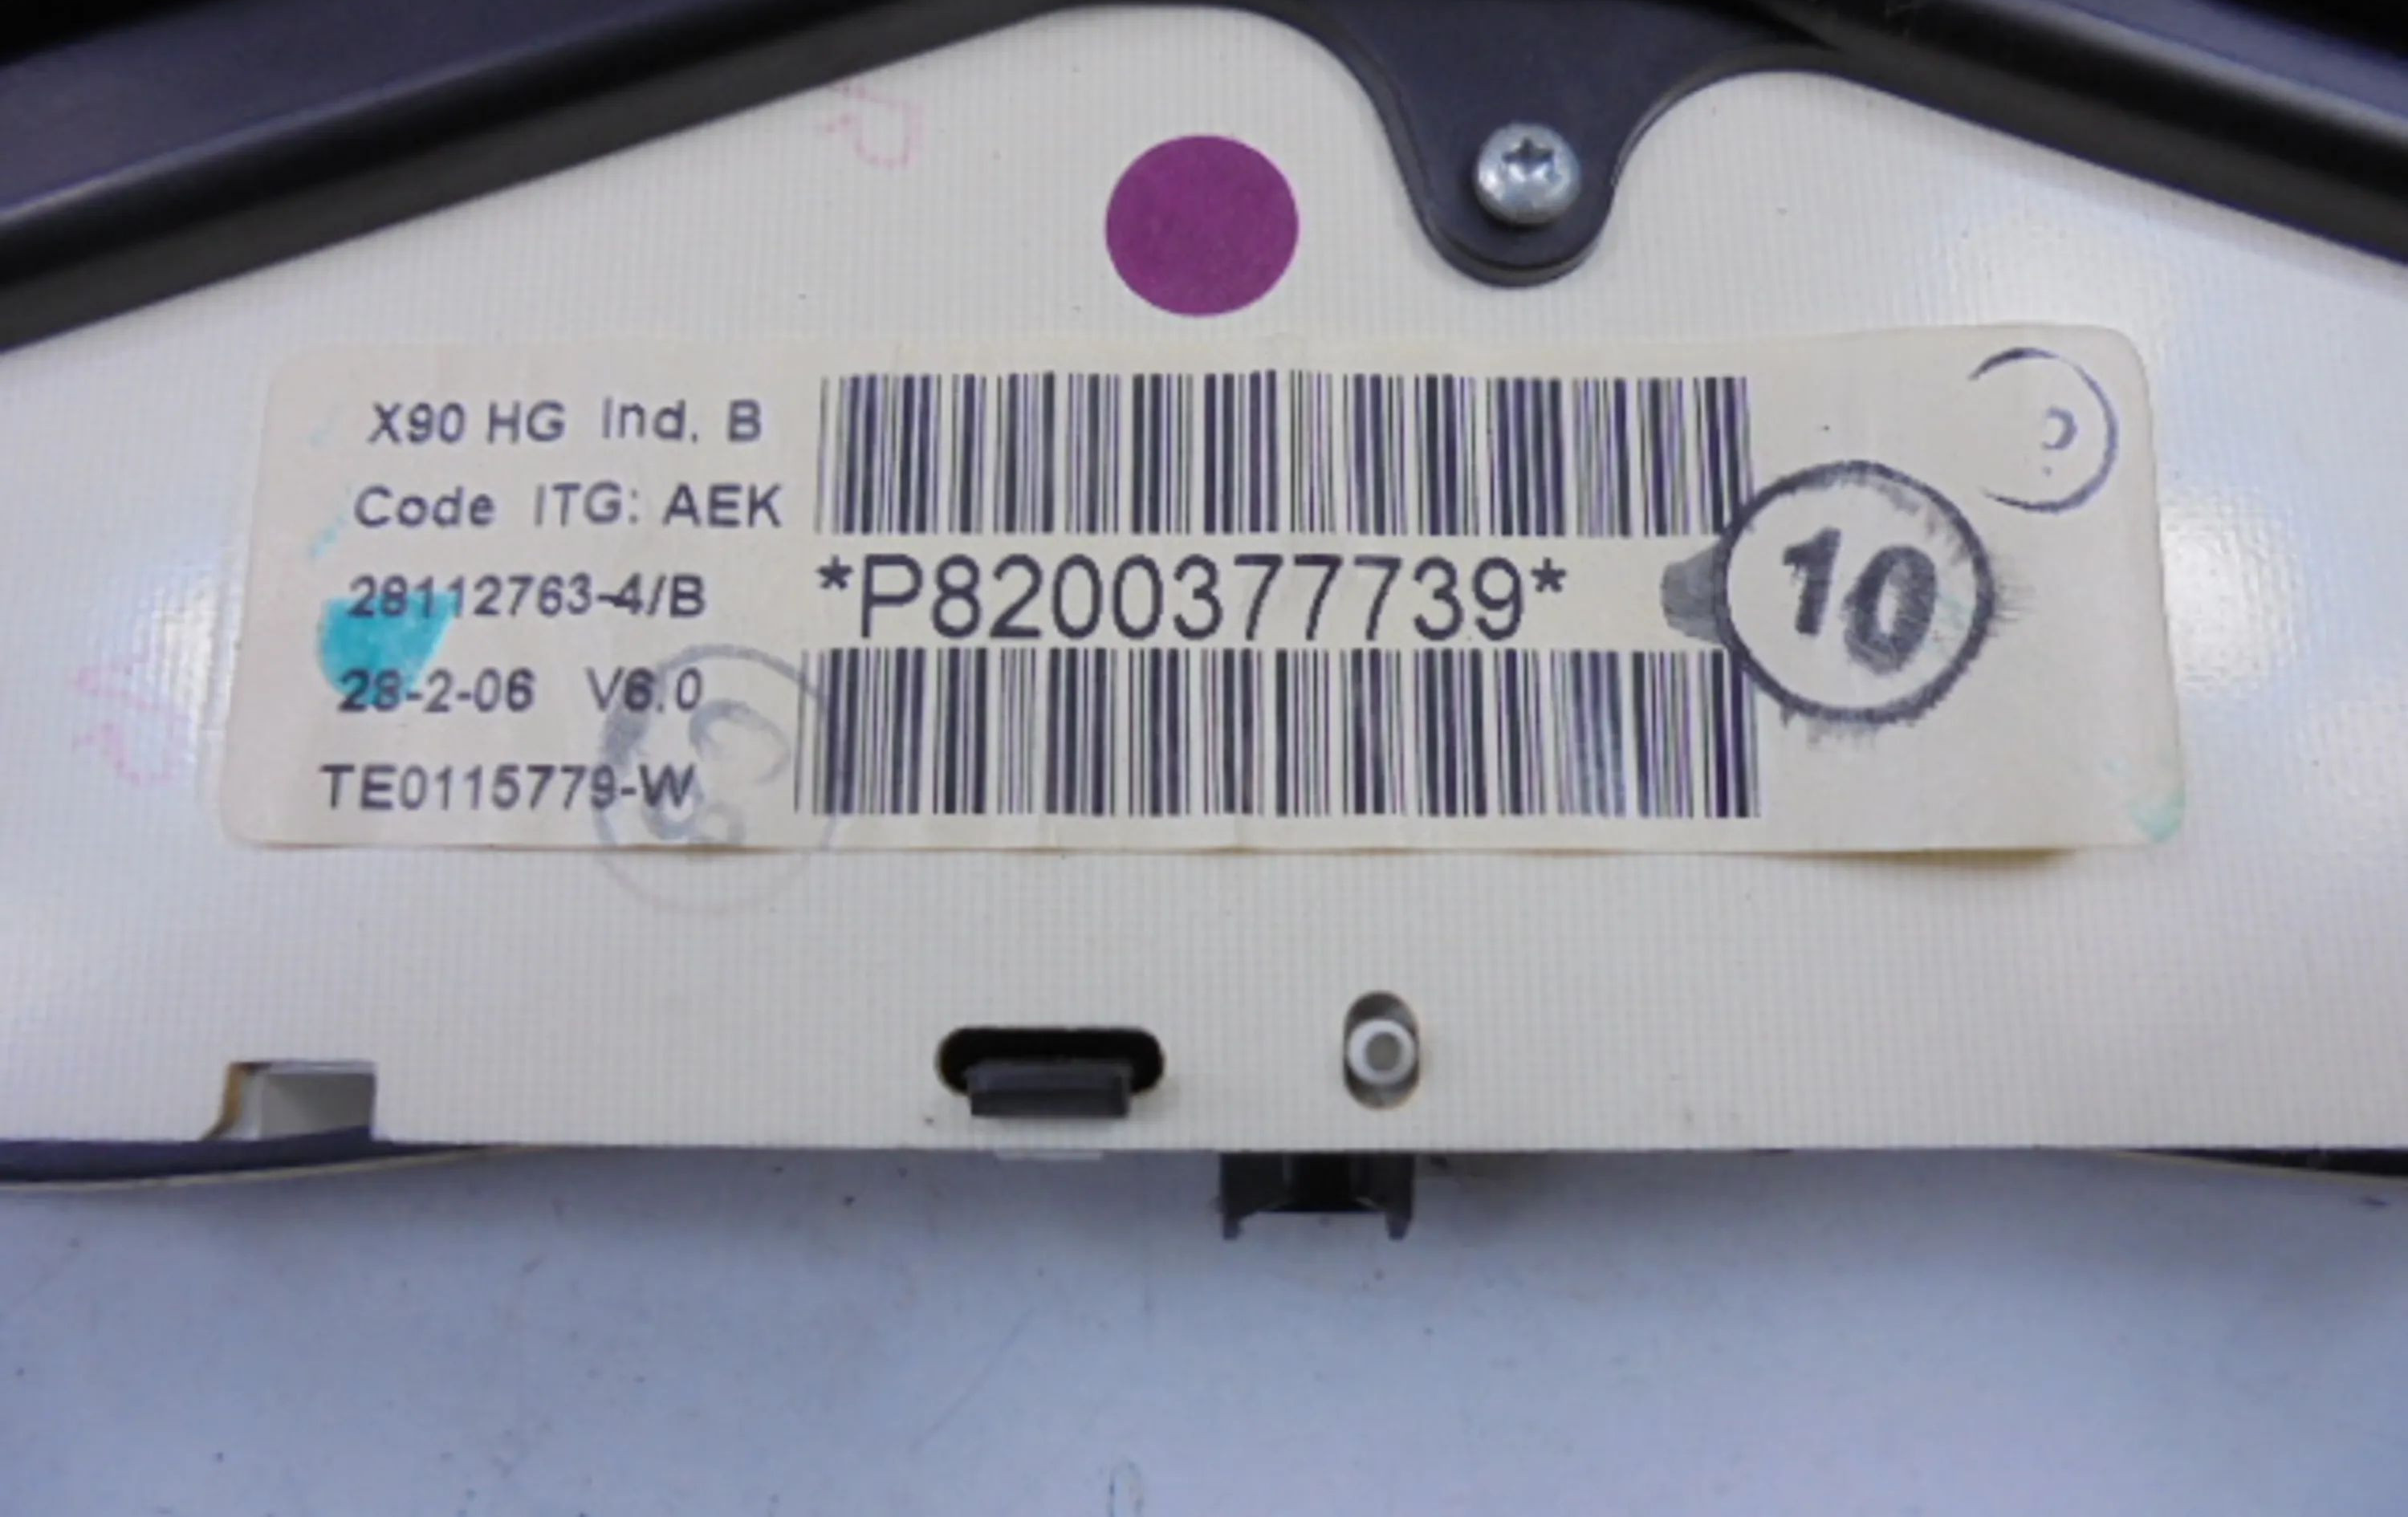 X90 HG Ind. B
Code ITG: AEK
28112763-4/B
28-2-06 V6.0
TE0115779-W
*P8200377739*
10